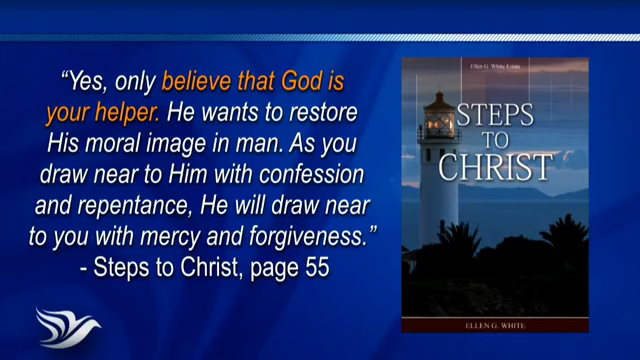 “Yes, only believe that God is
your helper. He wants to restore
His moral image in man. As you
draw near to Him with confession
and repentance, He will draw near
to you with mercy and forgiveness.”
- Steps to Christ, page 55
Ellen G. White Estate
STEPS
TO
CHRIST
ELLEN G. WHITE